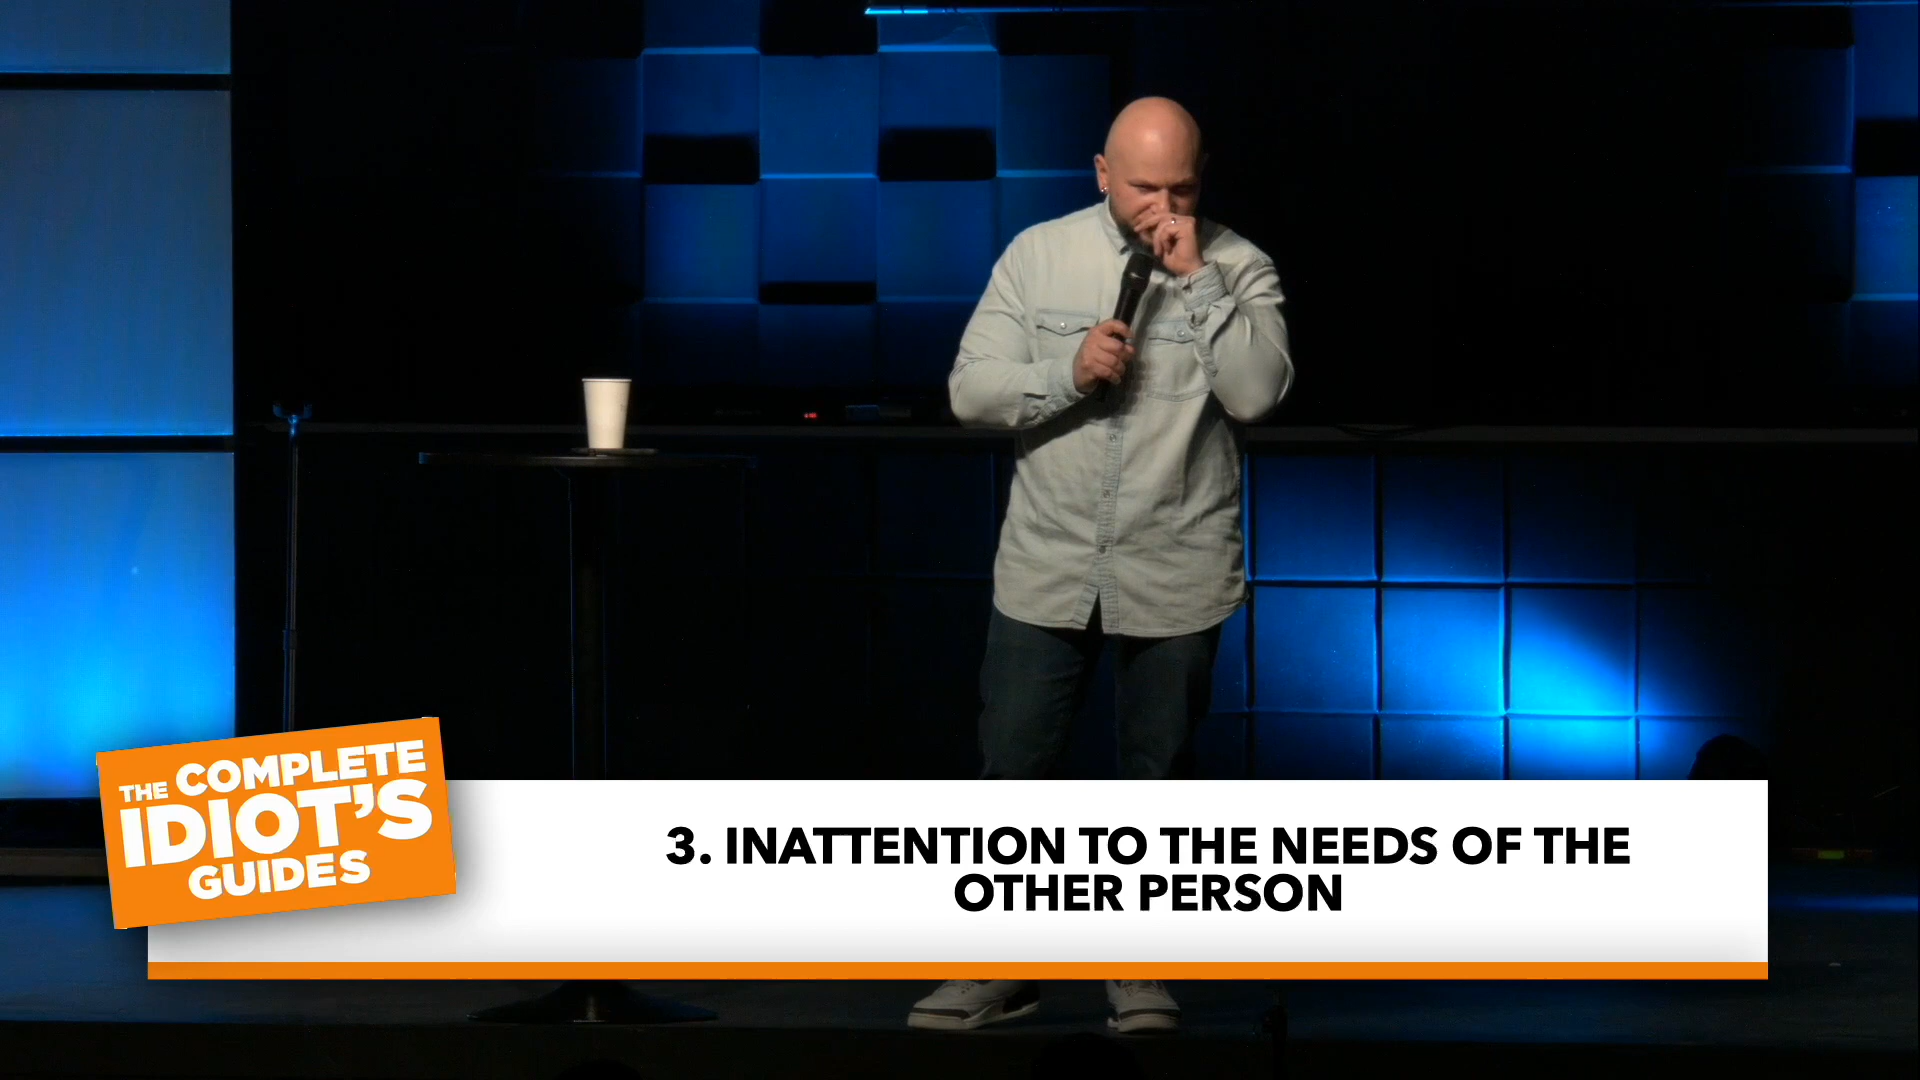 THE COMPLETE
IDIOT'S
GUIDES
3. INATTENTION TO THE NEEDS OF THE
OTHER PERSON